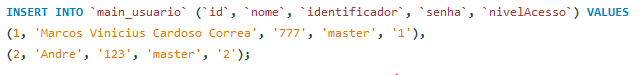 INSERT INTO `main_usuario` (`id`, `nome`, `identificador`, `senha`, `nivelAcesso`) VALUES
(1, 'Marcos Vinicius Cardoso Correa', '777', 'master', '1'),
(2, 'Andre', '123', 'master', '2');